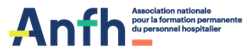 Anfh
Association nationale
pour la formation permanente
du personnel hospitalier